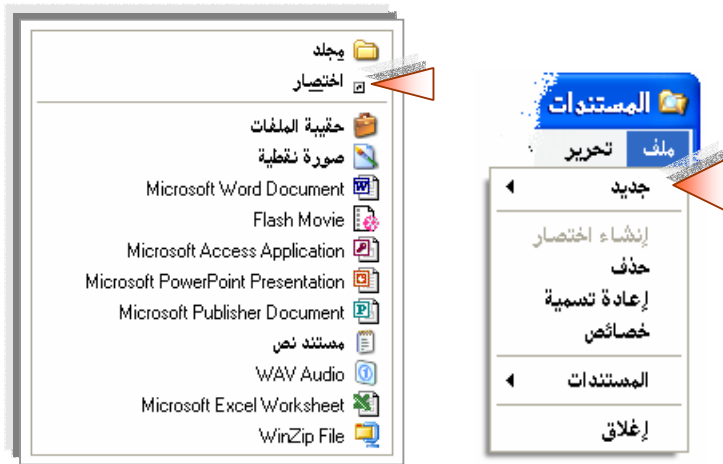 المستندات
ملف تحرير
جديد
إنشاء اختصار
حذف
إعادة تسمية
خصائص
المستندات
إغلاق
مجلد
اختصار
حقيبة الملفات
صورة نقطية
Microsoft Word Document
Flash Movie
Microsoft Access Application
Microsoft PowerPoint Presentation
Microsoft Publisher Document
مستند نص
WAV Audio
Microsoft Excel Worksheet
WinZip File